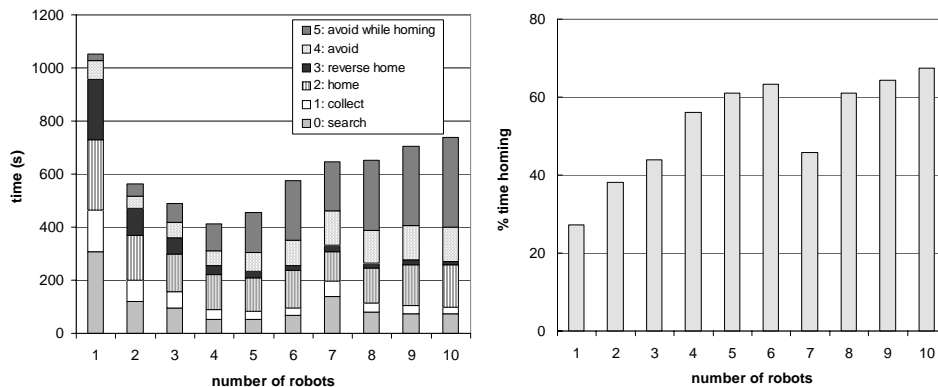 1200
1000
800
600
400
200
0
time (s)
5: avoid while homing
4: avoid
3: reverse home
2: home
1: collect
0: search
1 2 3 4 5 6 7 8 9 10
number of robots
80
60
40
20
0
% time homing
1 2 3 4 5 6 7 8 9 10
number of robots